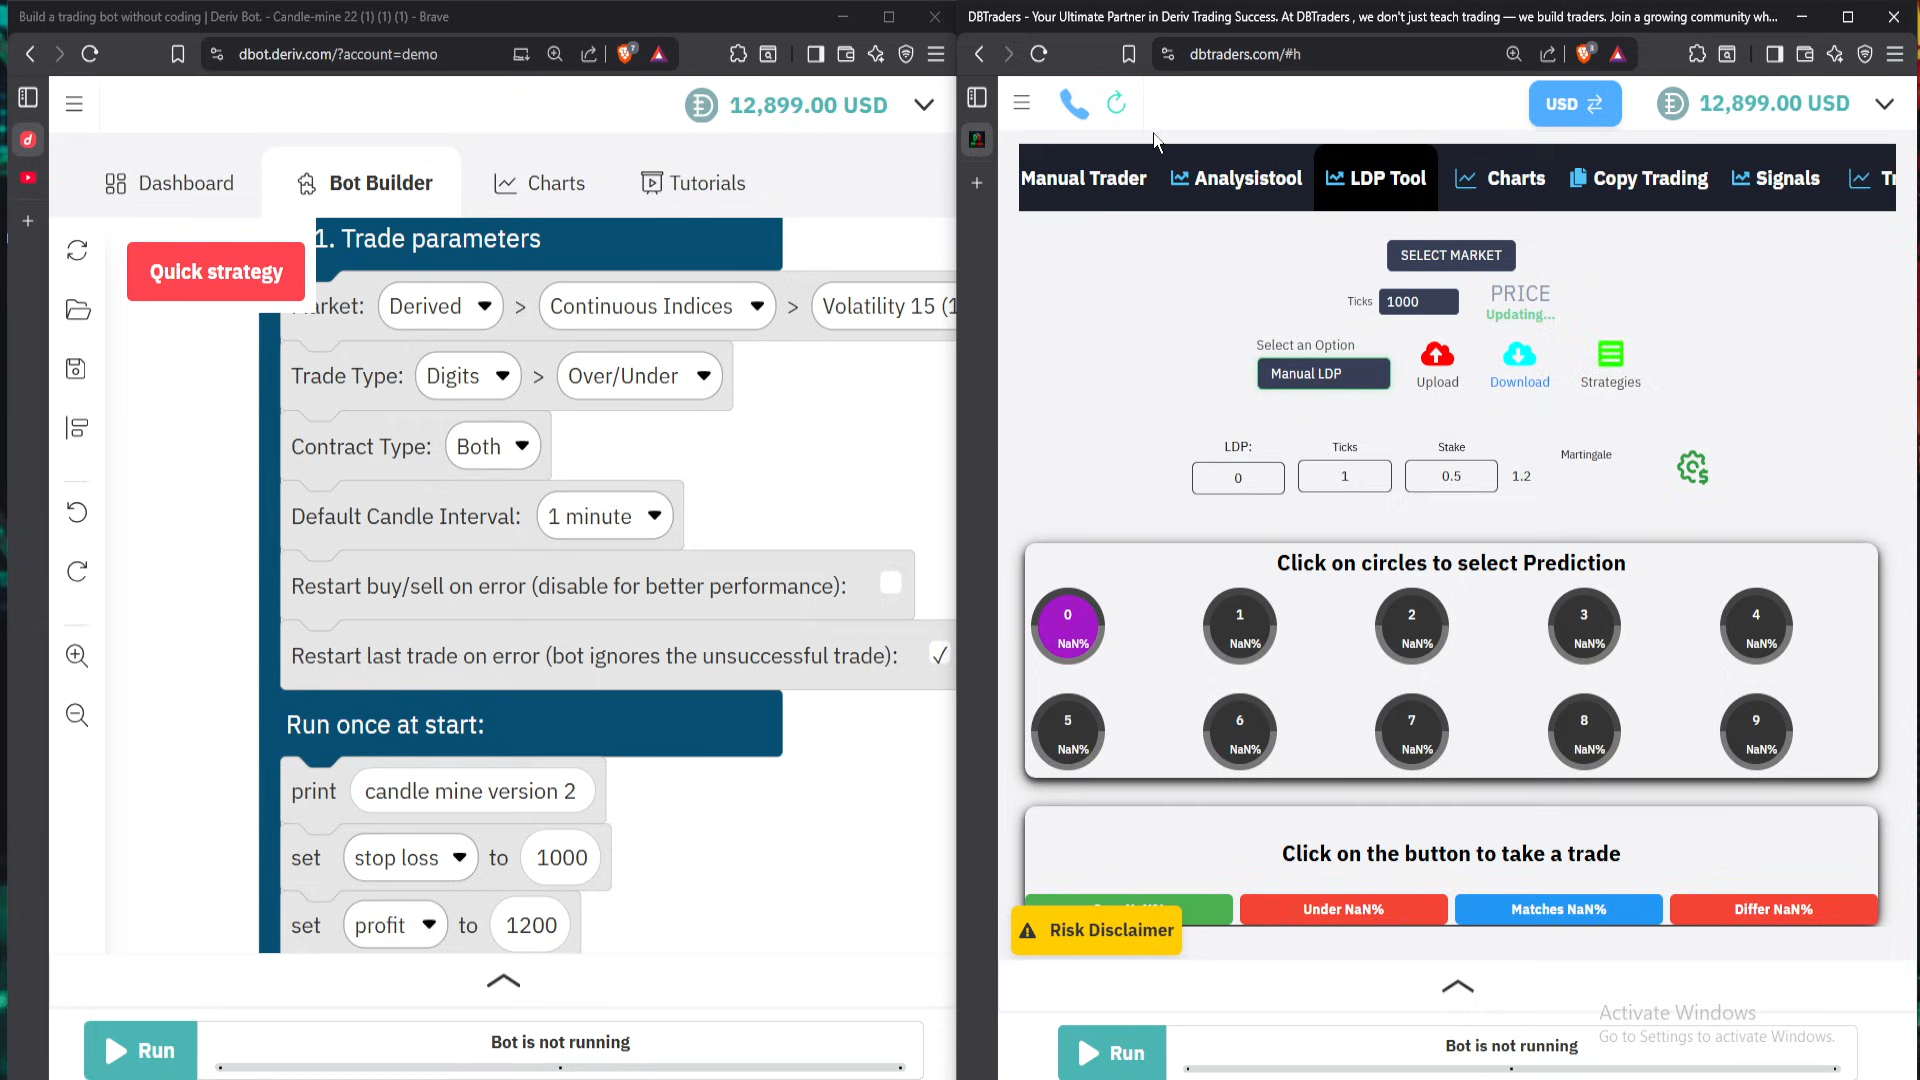 Build a trading bot without coding | Deriv Bot. - Candle-mine 22 (1) (1) (1) - Brave
dbot.deriv.com/?account=demo
7
12,899.00 USD
Dashboard
Bot Builder
Charts
Tutorials
Quick strategy
1. Trade parameters
arket: Derived > Continuous Indices > Volatility 15 (1
Trade Type: Digits > Over/Under
Contract Type: Both
Default Candle Interval: 1 minute
Restart buy/sell on error (disable for better performance):
Restart last trade on error (bot ignores the unsuccessful trade): ✓
Run once at start:
print candle mine version 2
set stop loss to 1000
set profit to 1200
Run
Bot is not running
DBTraders - Your Ultimate Partner in Deriv Trading Success. At DBTraders , we don't just teach trading — we build traders. Join a growing community wh...
dbtraders.com/#h
USD
12,899.00 USD
Manual Trader
Analysistool
LDP Tool
Charts
Copy Trading
Signals
Tr
SELECT MARKET
Ticks 1000
PRICE
Updating...
Select an Option
Manual LDP
Upload
Download
Strategies
LDP:
Ticks
Stake
Martingale
0
1
0.5
1.2
Click on circles to select Prediction
0
NaN%
1
NaN%
2
NaN%
3
NaN%
4
NaN%
5
NaN%
6
NaN%
7
NaN%
8
NaN%
9
NaN%
Click on the button to take a trade
Under NaN%
Matches NaN%
Differ NaN%
Risk Disclaimer
Activate Windows
Go to Settings to activate Windows.
Run
Bot is not running